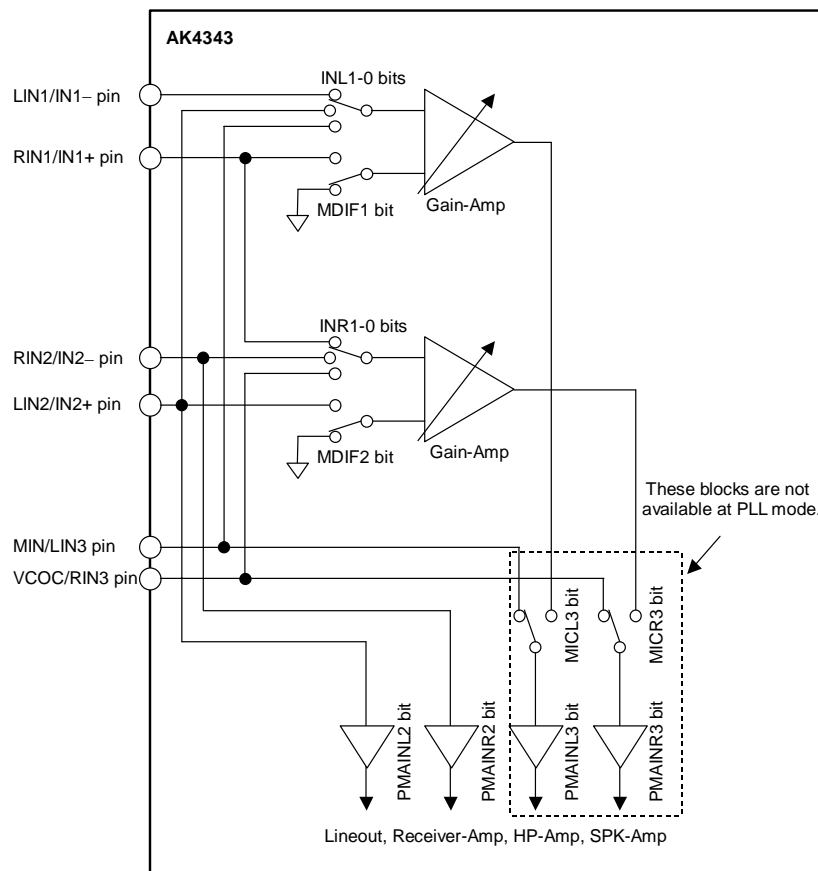 AK4343
INL1-0 bits
LIN1/IN1− pin
RIN1/IN1+ pin
MDIF1 bit
Gain-Amp
INR1-0 bits
RIN2/IN2− pin
LIN2/IN2+ pin
MDIF2 bit
Gain-Amp
These blocks are not
available at PLL mode.
MIN/LIN3 pin
VCOC/RIN3 pin
MICL3 bit
MICR3 bit
PMAINL2 bit
PMAINR2 bit
PMAINL3 bit
PMAINR3 bit
Lineout, Receiver-Amp, HP-Amp, SPK-Amp